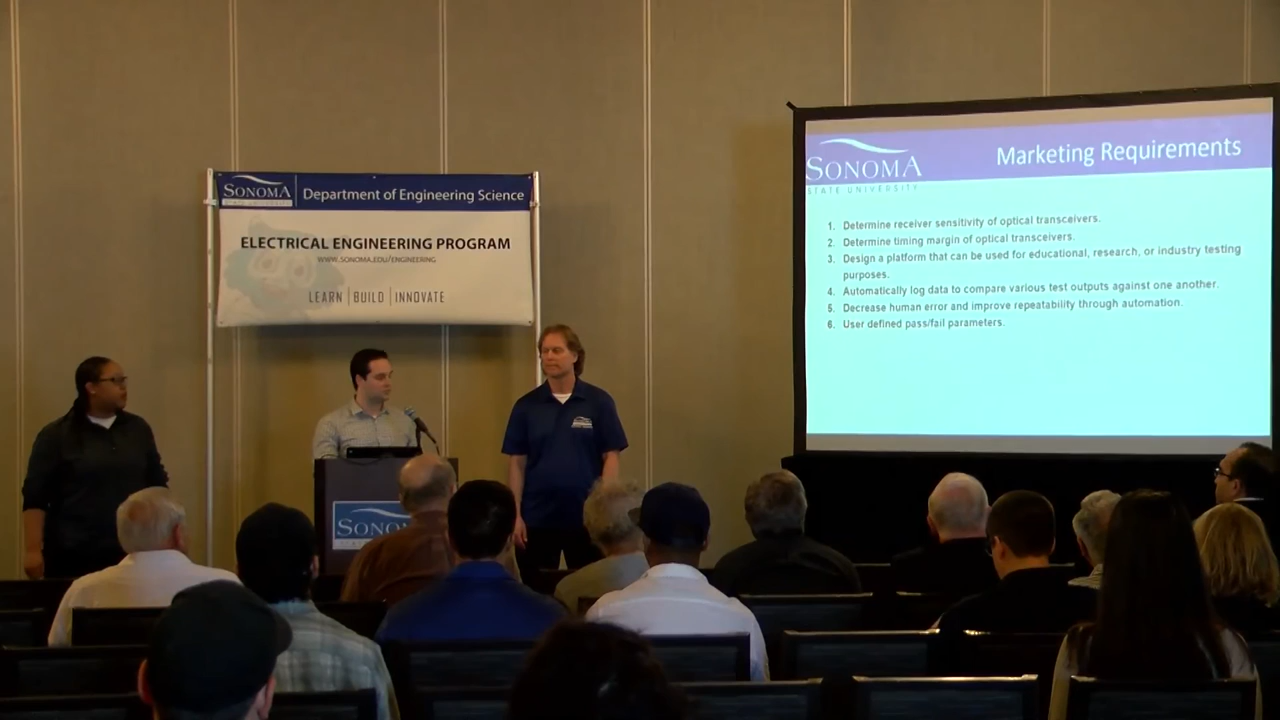 SONOMA
STATE UNIVERSITY
Department of Engineering Science
ELECTRICAL ENGINEERING PROGRAM
WWW.SONOMA.EDU/ENGINEERING
LEARN | BUILD | INNOVATE
SONOMA
STATE UNIVERSITY
Marketing Requirements
1. Determine receiver sensitivity of optical transceivers.
2. Determine timing margin of optical transceivers.
3. Design a platform that can be used for educational, research, or industry testing
purposes.
4. Automatically log data to compare various test outputs against one another.
5. Decrease human error and improve repeatability through automation.
6. User defined pass/fail parameters.
SONO